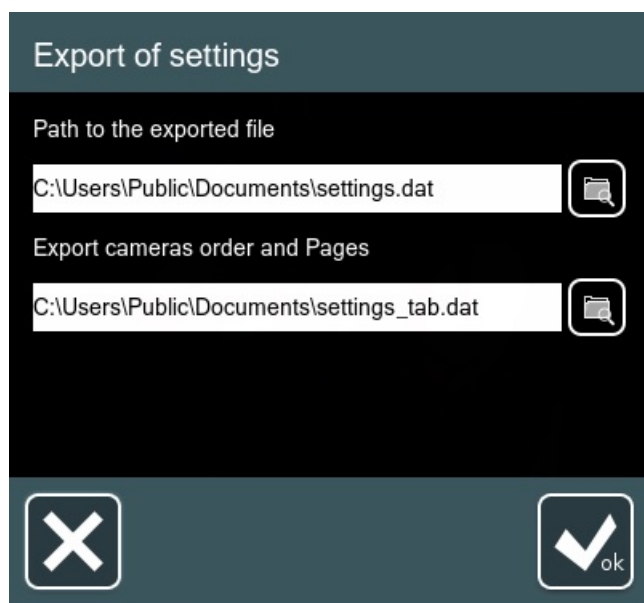 Export of settings
Path to the exported file
C:\Users\Public\Documents\settings.dat
Export cameras order and Pages
C:\Users\Public\Documents\settings_tab.dat
ok